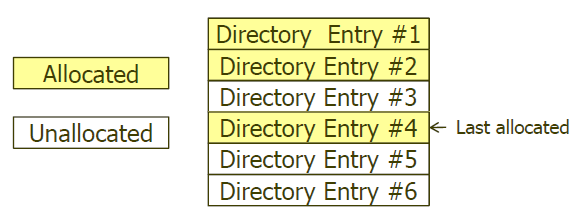 Allocated
Unallocated
Directory Entry #1
Directory Entry #2
Directory Entry #3
Directory Entry #4
Last allocated
Directory Entry #5
Directory Entry #6